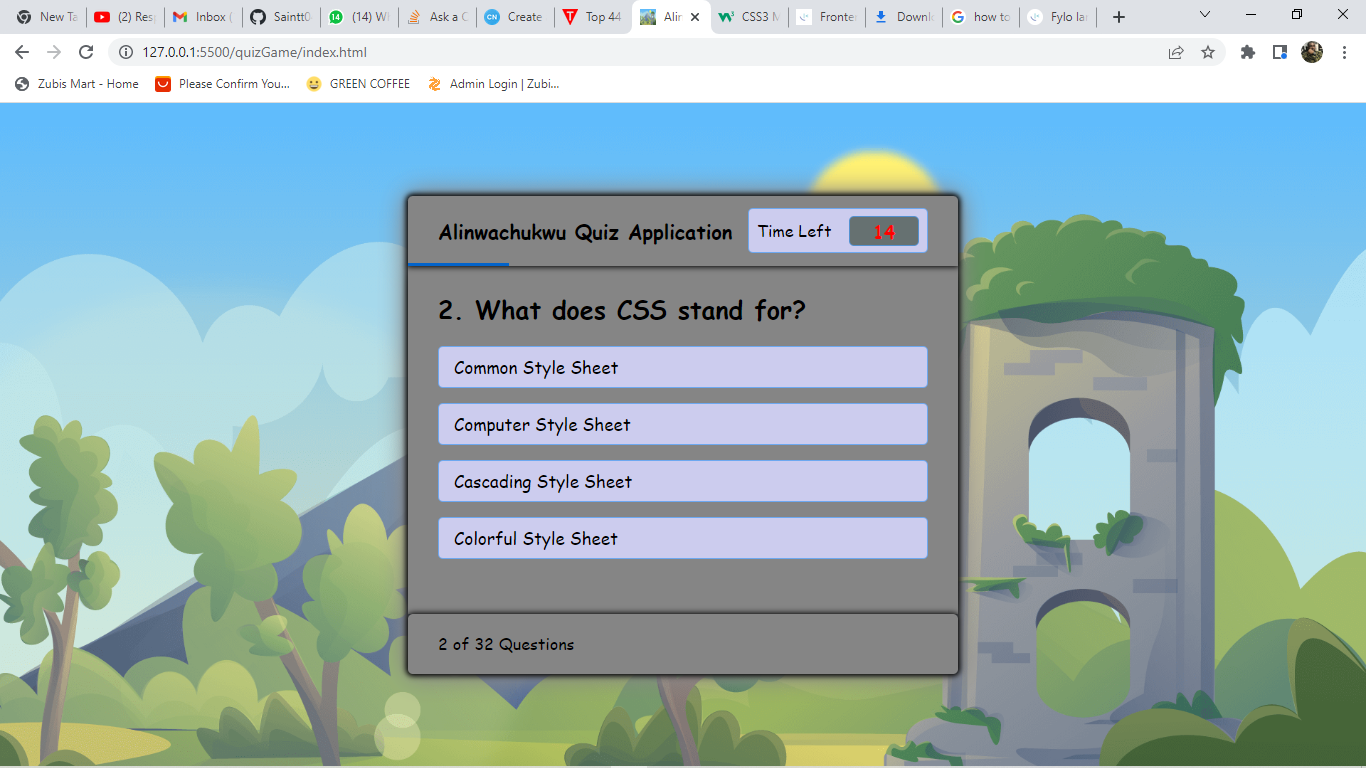 New Ta
(2) Resp
Inbox (
Saintt0
(14) W
Ask a C
Create
Top 44
Alin
CSS3 M
Fronter
Downl
how to
Fylo la
127.0.0.1:5500/quizGame/index.html
Zubis Mart - Home
Please Confirm You...
GREEN COFFEE
Admin Login | Zubi...
Alinwachukwu Quiz Application
Time Left 14
2. What does CSS stand for?
Common Style Sheet
Computer Style Sheet
Cascading Style Sheet
Colorful Style Sheet
2 of 32 Questions